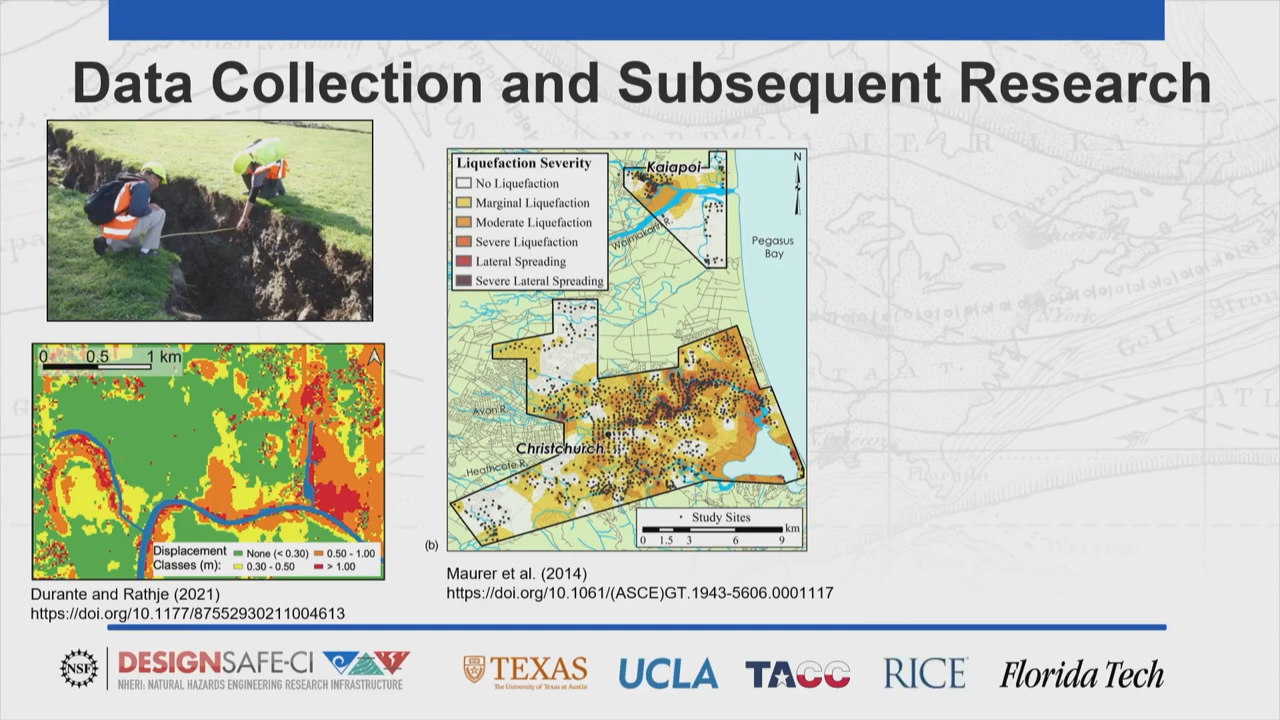 Data Collection and Subsequent Research
Liquefaction Severity
No Liquefaction
Marginal Liquefaction
Moderate Liquefaction
Severe Liquefaction
Lateral Spreading
Severe Lateral Spreading
Kaiapoi
N
Waimakariri R.
Pegasus
Bay
Avon R.
Christchurch
Heathcote R.
Study Sites
km
0 1.5 3 6 9
(b)
Maurer et al. (2014)
https://doi.org/10.1061/(ASCE)GT.1943-5606.0001137
0 0.5 1 km
Displacement
Classes (m):
None (< 0.30)
0.50 - 1.00
0.30 - 0.50
> 1.00
Durante and Rathje (2021)
https://doi.org/10.1177/87552930211004613
NSF
DESIGNSAFE-CI
NHERI: NATURAL HAZARDS ENGINEERING RESEARCH INFRASTRUCTURE
TEXAS
The University of Texas at Austin
UCLA
TACC
RICE
Florida Tech